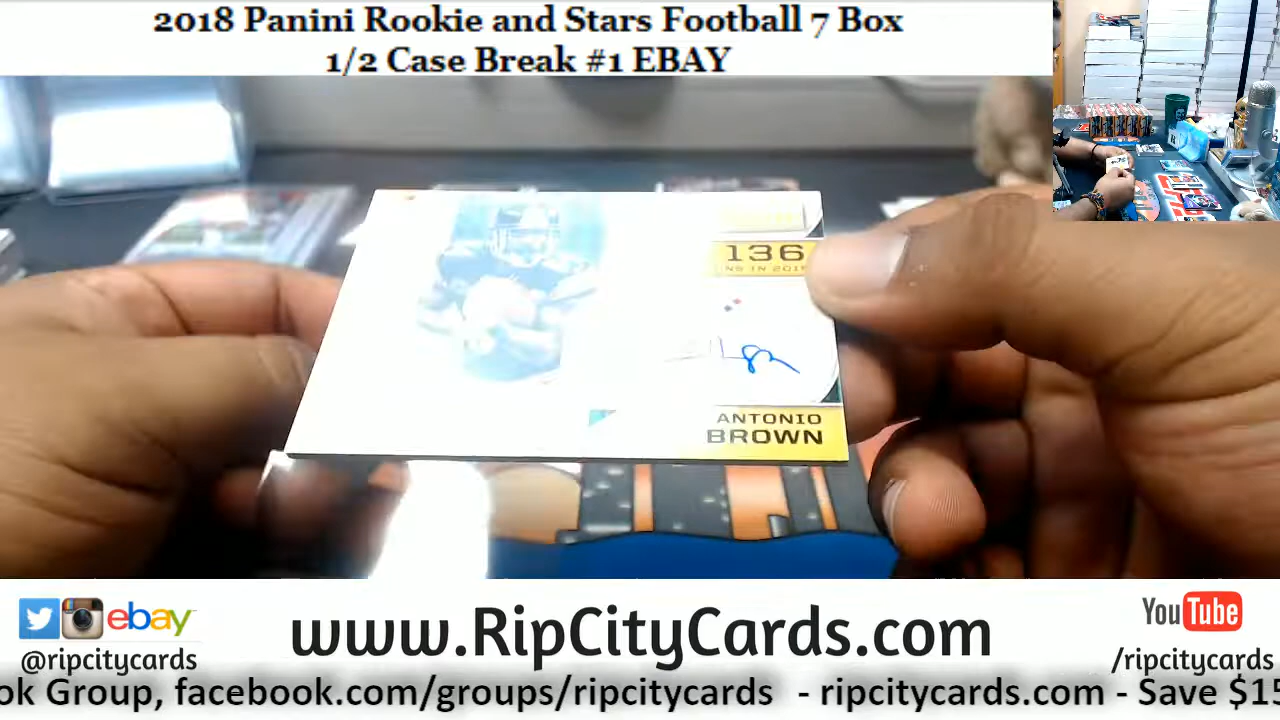 2018 Panini Rookie and Stars Football 7 Box
1/2 Case Break #1 EBAY
136
ANTONIO
BROWN
ebay
@ripcitycards
www.RipCityCards.com
YouTube
/ripcitycards
ok Group, facebook.com/groups/ripcitycards - ripcitycards.com - Save $15